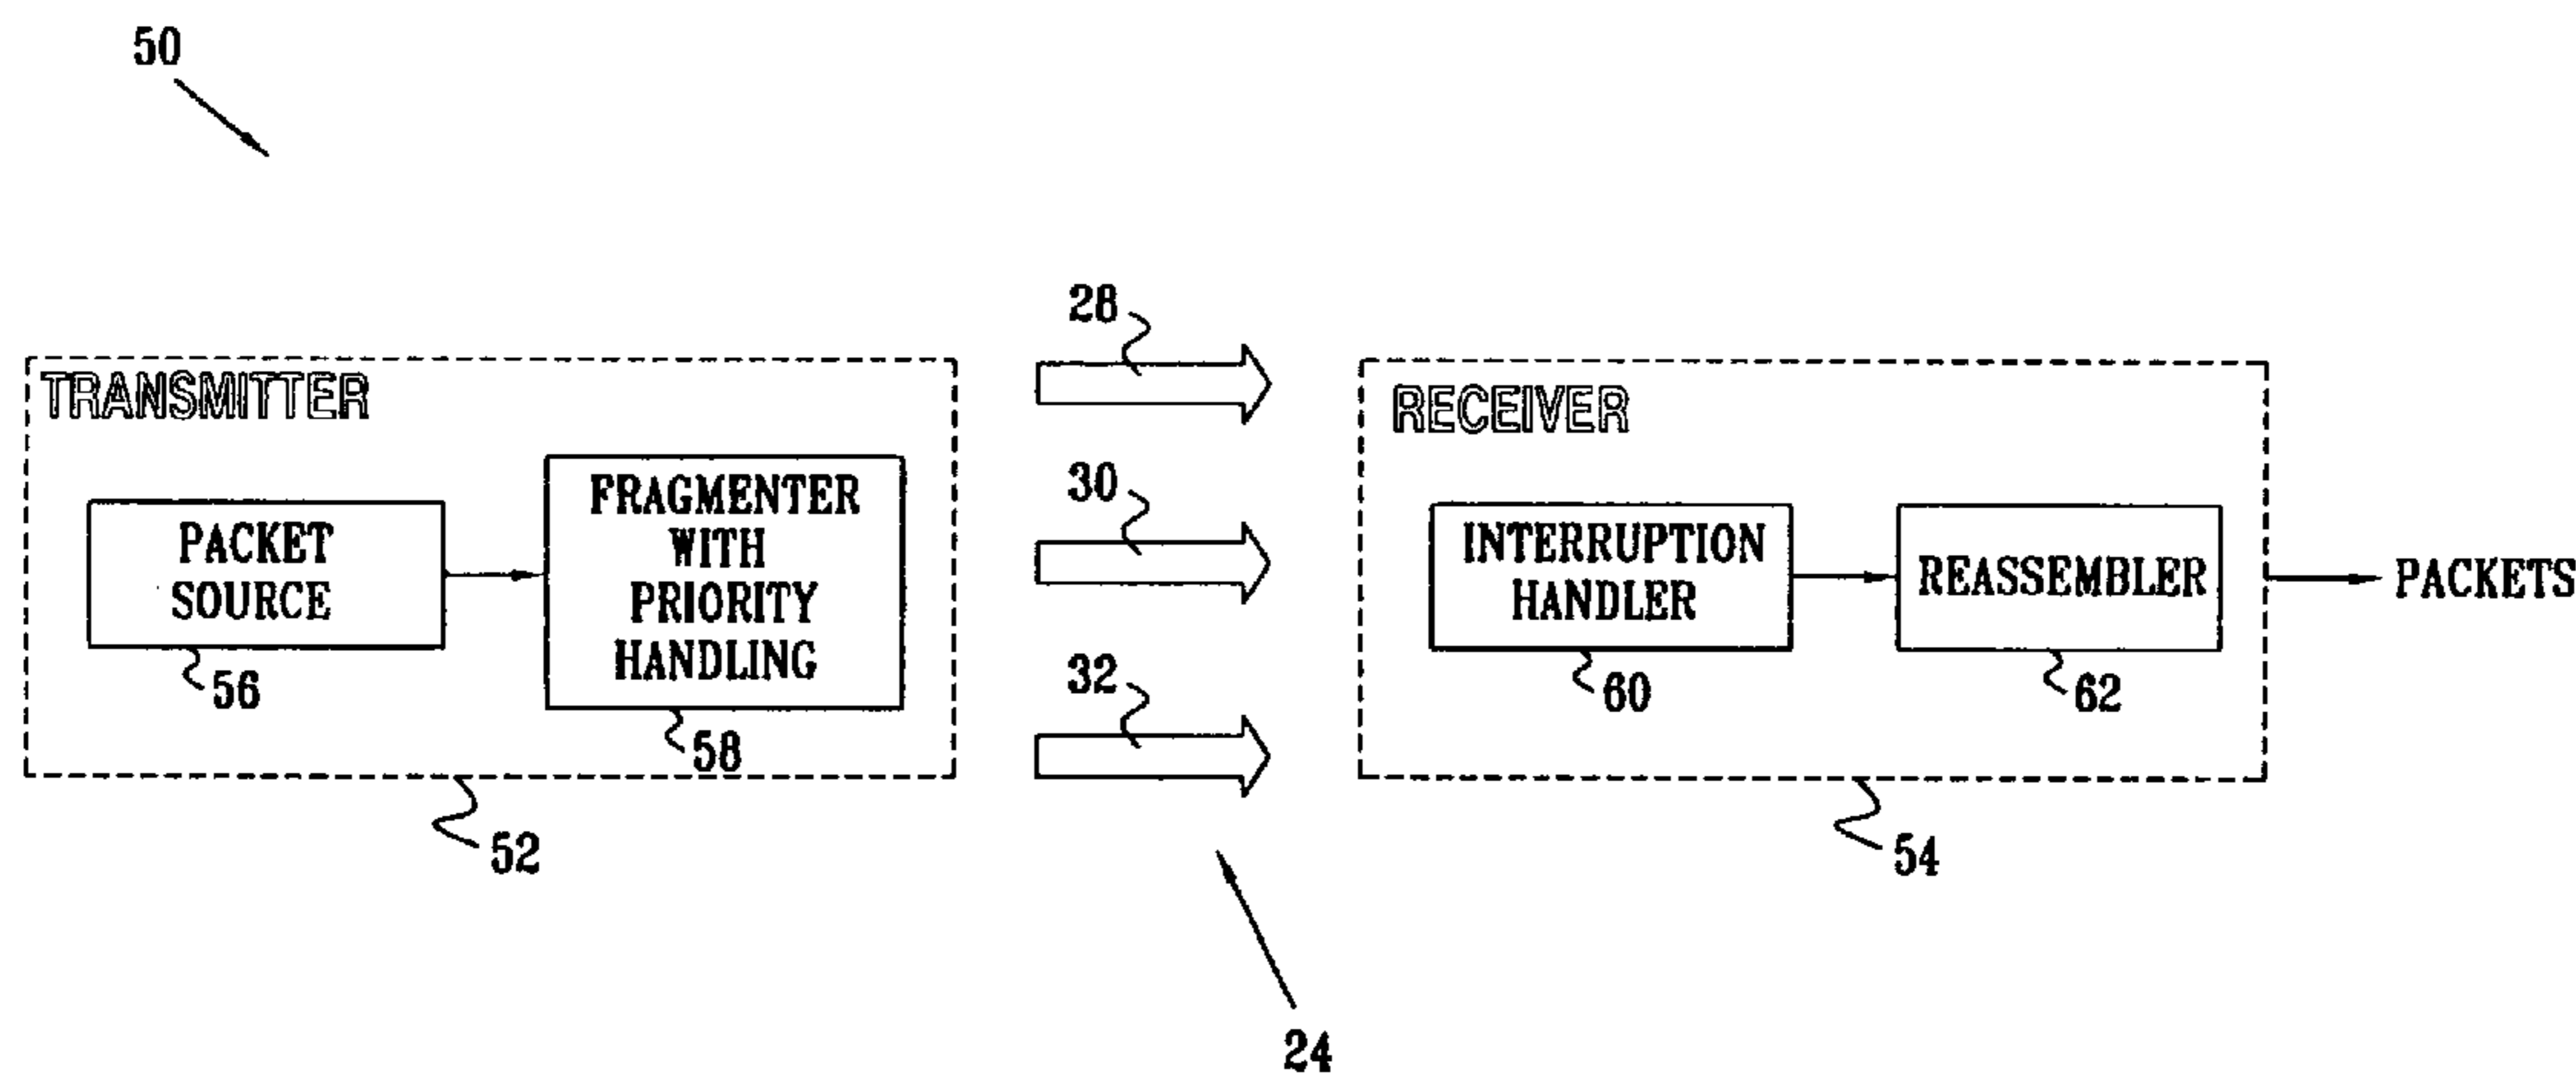 50
28
TRANSMITTER
RECEIVER
30
FRAGMENTER
WITH
PRIORITY
HANDLING
PACKET
SOURCE
INTERRUPTION
HANDLER
REASSEMBLER
PACKETS
32
56
58
60
62
52
54
24